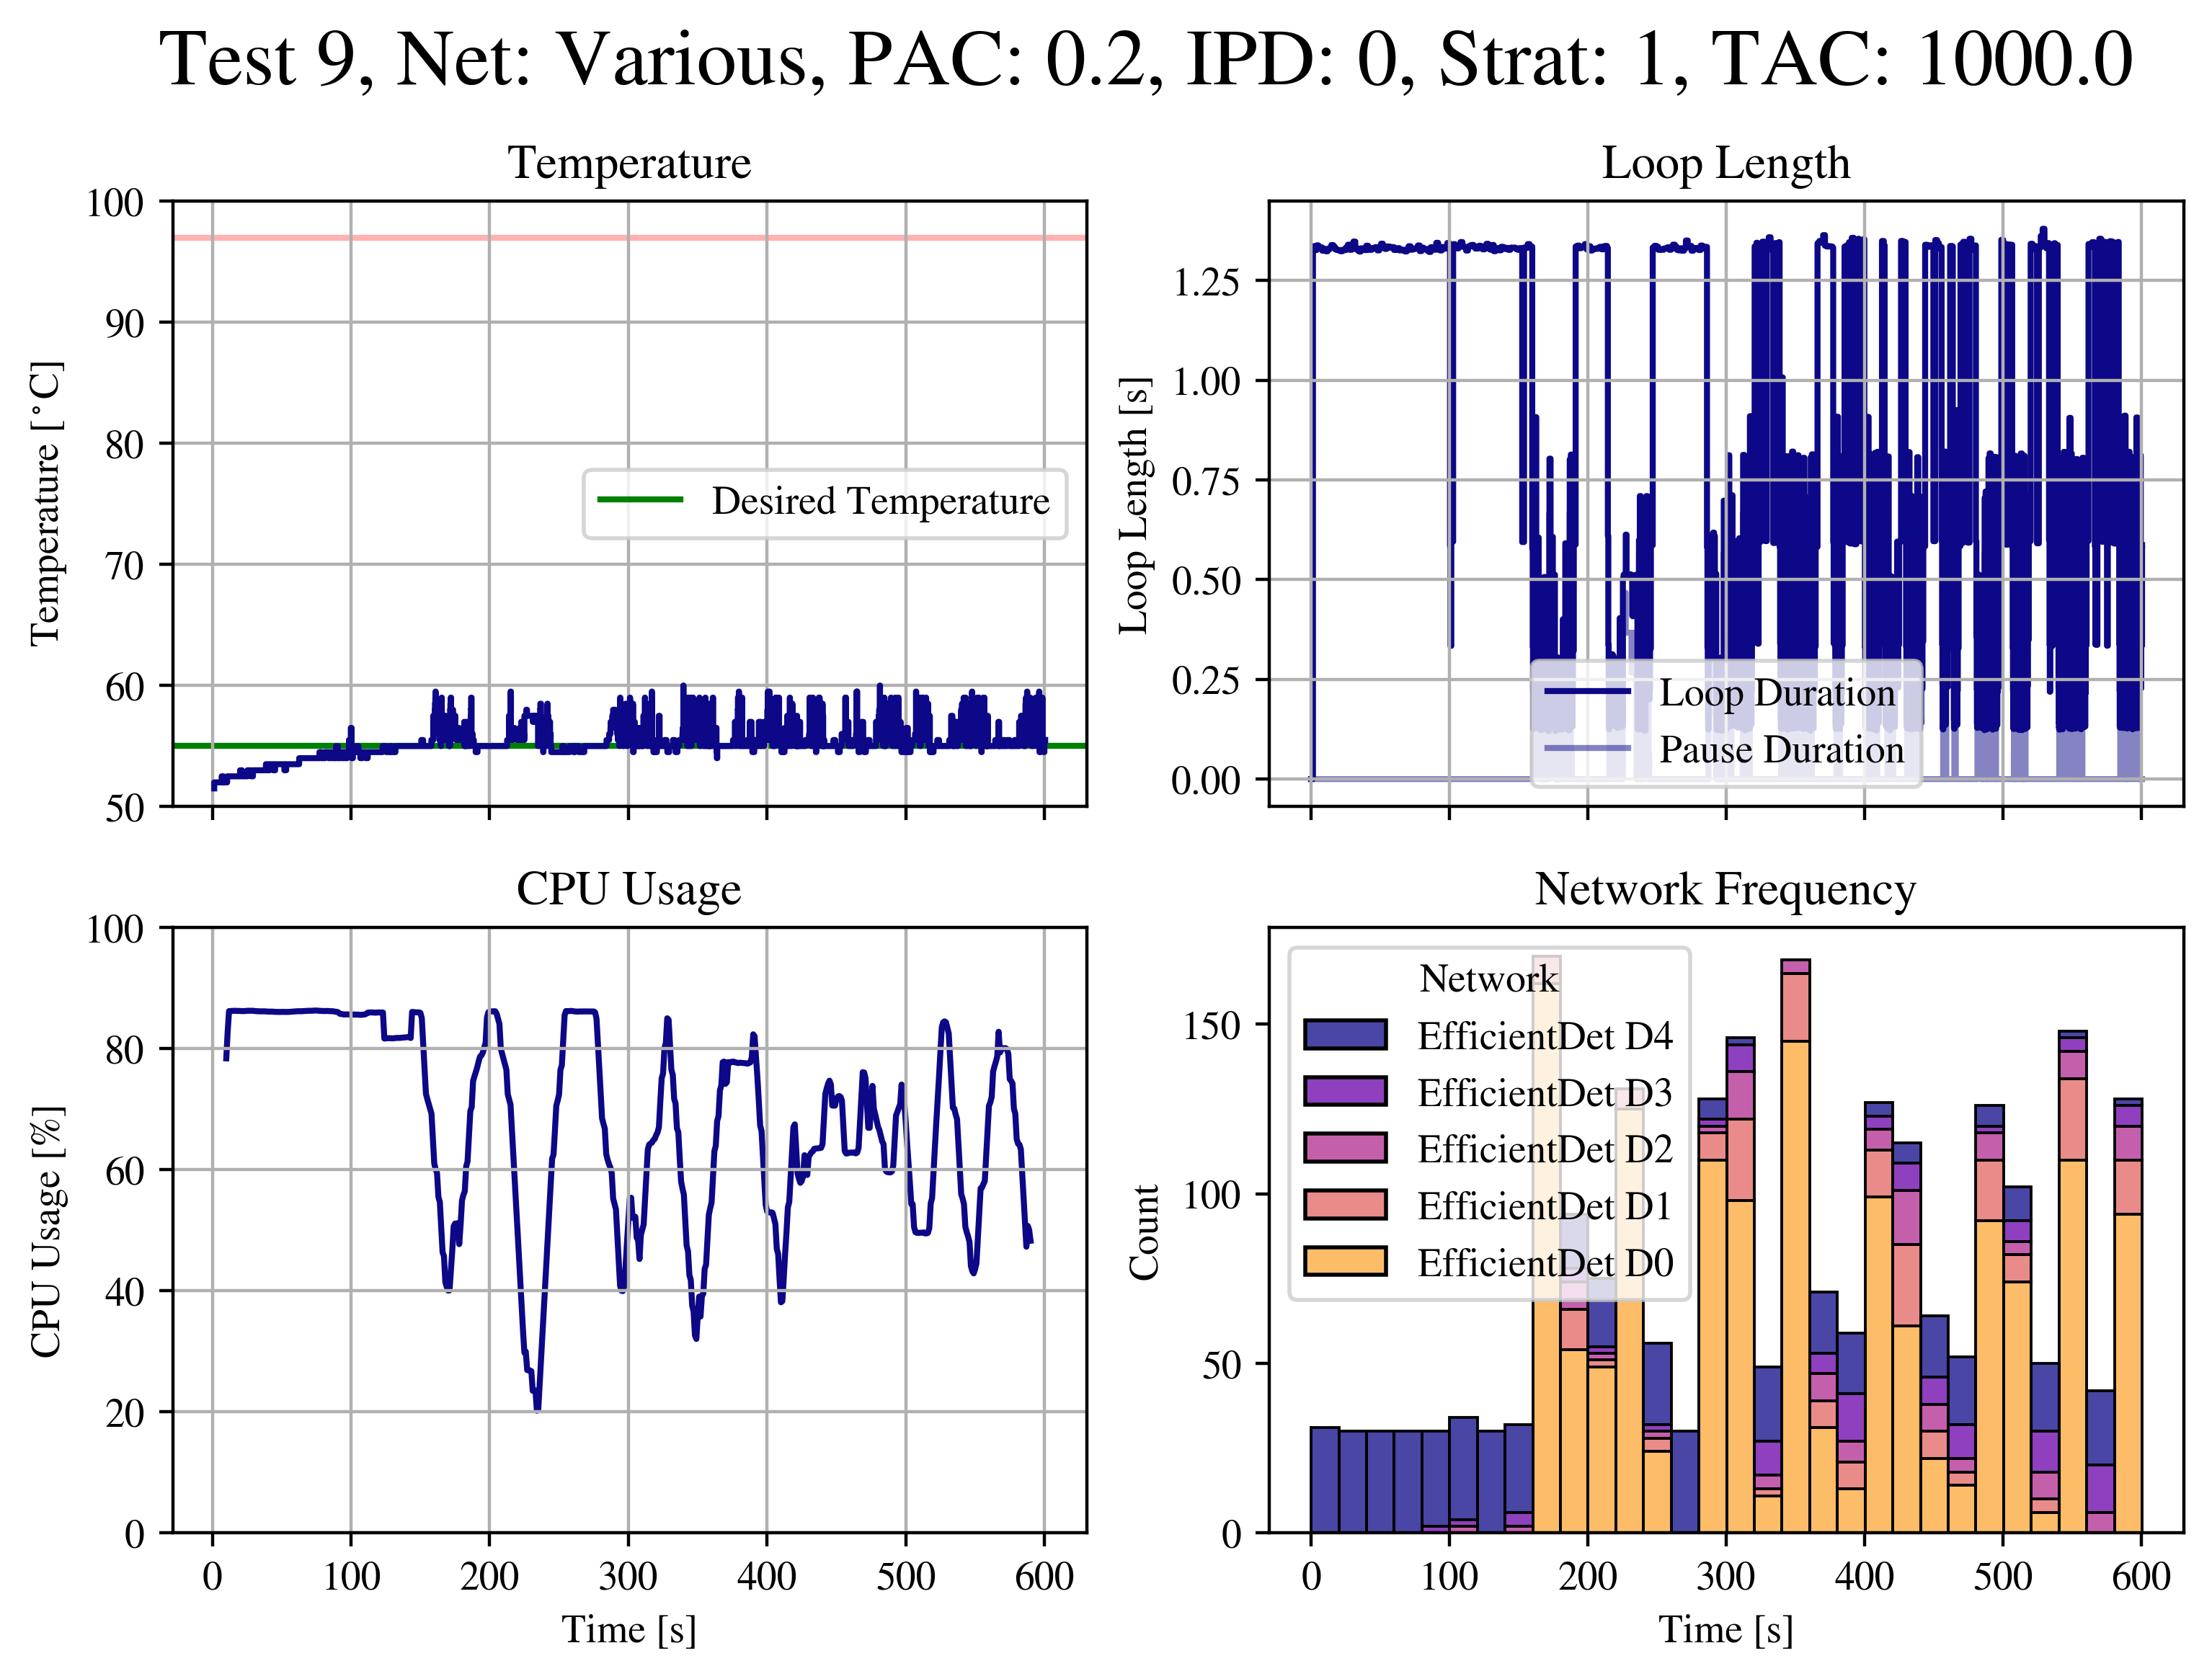 Test 9, Net: Various, PAC: 0.2, IPD: 0, Strat: 1, TAC: 1000.0
Temperature
100
90
80
70
60
50
Temperature [°C]
Desired Temperature
Loop Length
1.25
1.00
0.75
0.50
0.25
0.00
Loop Length [s]
Loop Duration
Pause Duration
CPU Usage
100
80
60
40
20
0
CPU Usage [%]
0 100 200 300 400 500 600
Time [s]
Network Frequency
150
100
50
0
Count
Network
EfficientDet D4
EfficientDet D3
EfficientDet D2
EfficientDet D1
EfficientDet D0
0 100 200 300 400 500 600
Time [s]